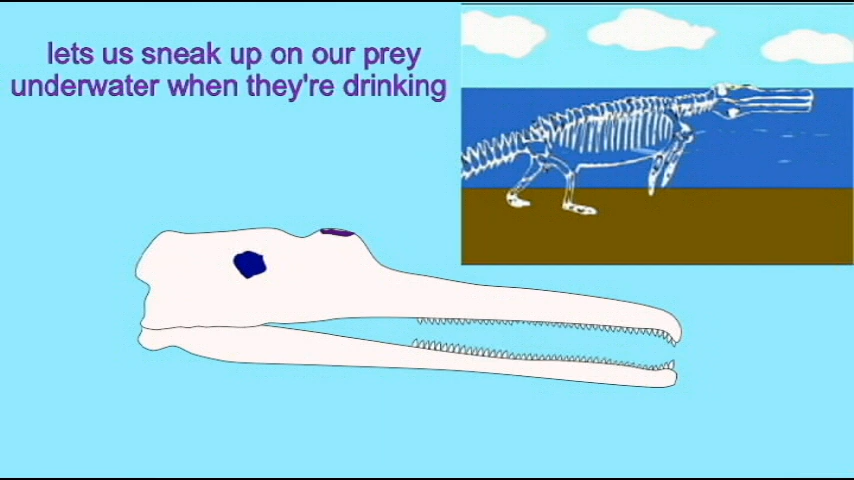 lets us sneak up on our prey
underwater when they're drinking